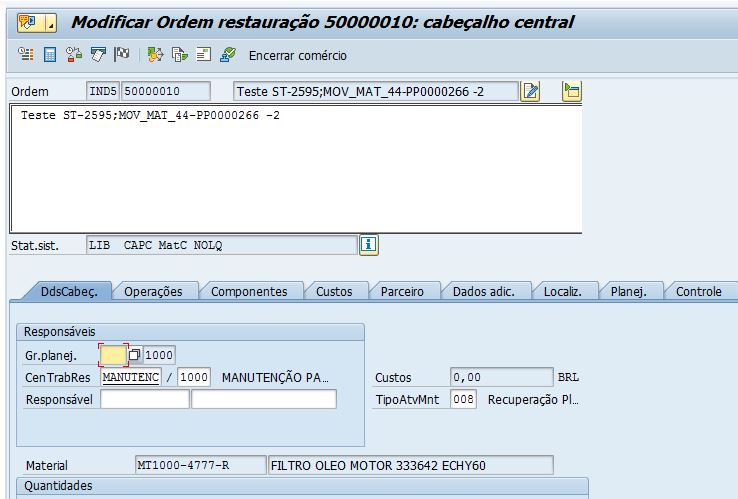 Modificar Ordem restauração 50000010: cabeçalho central
Encerrar comércio
Ordem IND5 50000010 Teste ST-2595;MOV_MAT_44-PP0000266 -2
Teste ST-2595;MOV_MAT_44-PP0000266 -2
Stat.sist. LIB CAPC MatC NOLQ
DdsCabeç. Operações Componentes Custos Parceiro Dados adic. Localiz. Planej. Controle
Responsáveis
Gr.planej. 1000
CenTrabRes MANUTENC / 1000 MANUTENÇÃO PA... Custos 0,00 BRL
Responsável TipoAtvMnt 008 Recuperação Pl...
Material MT1000-4777-R FILTRO OLEO MOTOR 333642 ECHY60
Quantidades